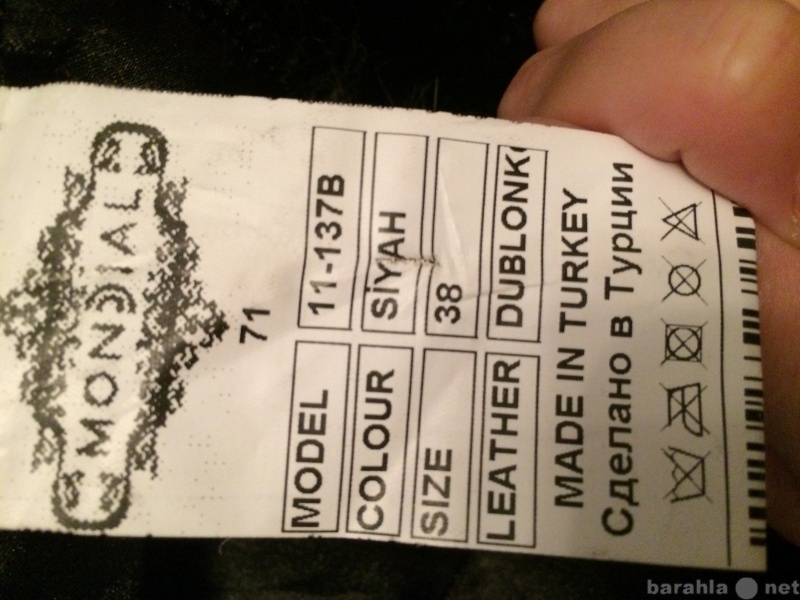 MONDIAL
71
MODEL 11-137B
COLOUR SİYAH
SIZE 38
LEATHER DUBLONK
MADE IN TURKEY
Сделано в Турции
barahla net